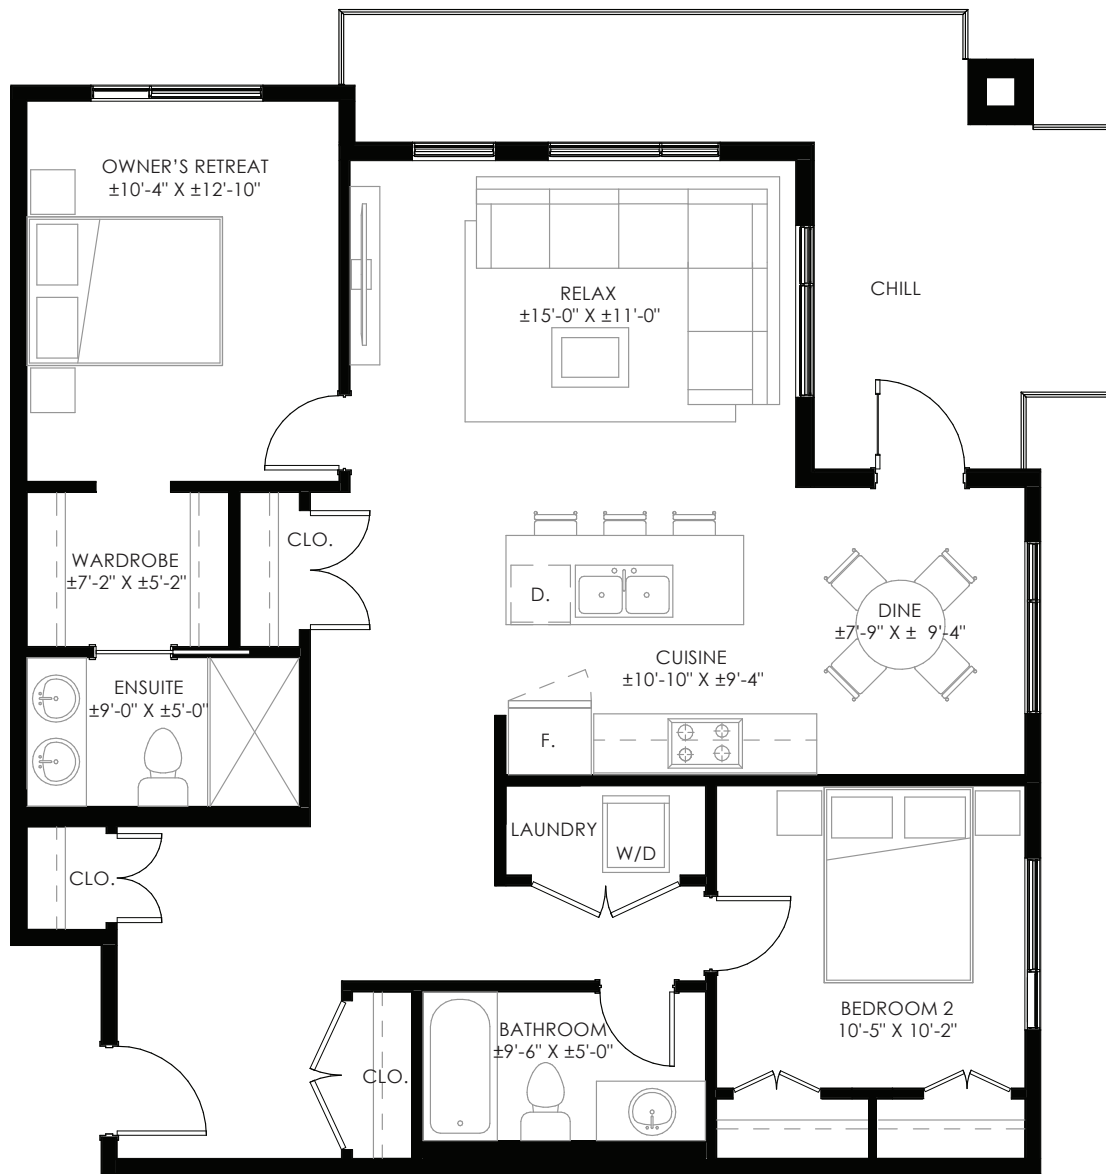 OWNER'S RETREAT
±10'-4" X ±12'-10"
RELAX
±15'-0" X ±11'-0"
CHILL
WARDROBE
±7'-2" X ±5'-2"
CLO.
D.
DINE
±7'-9" X ± 9'-4"
CUISINE
±10'-10" X ±9'-4"
ENSUITE
±9'-0" X ±5'-0"
F.
LAUNDRY
W/D
CLO.
BEDROOM 2
10'-5" X 10'-2"
BATHROOM
±9'-6" X ±5'-0"
CLO.